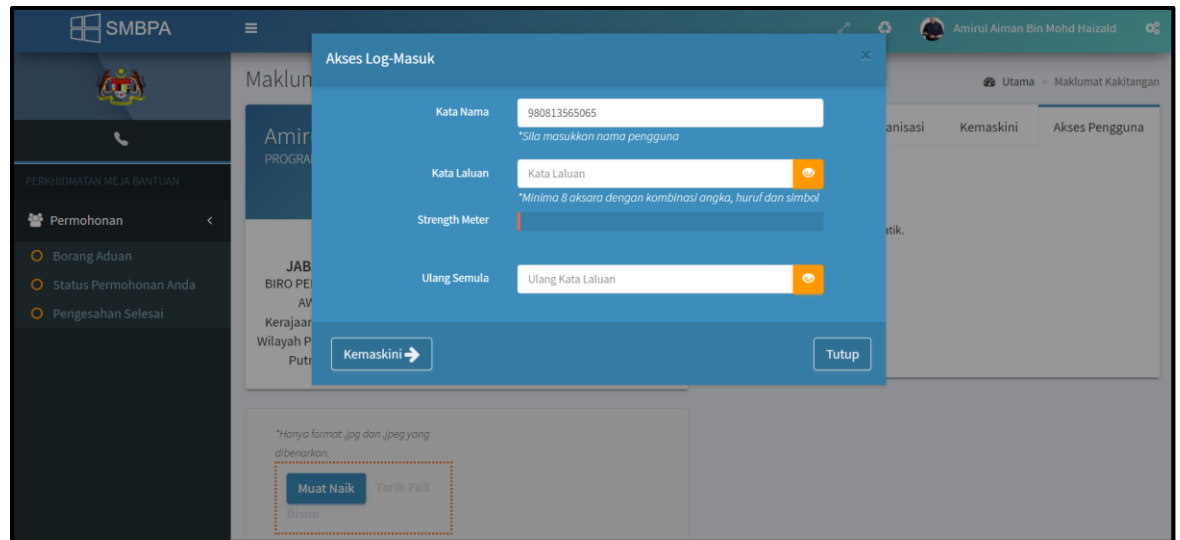 SMBPA
Amirul Aiman Bin Mohd Haizald
Maklum
Utama > Maklumat Kakitangan
PERKHIDMATAN MEJA BANTUAN
Permohonan
Borang Aduan
Status Permohonan Anda
Pengesahan Selesai
Amir
PROGRA
JAB
BIRO PE
AW
Kerajaar
Wilayah P
Putr
Akses Log-Masuk
×
Kata Nama
980813565065
*Sila masukkan nama pengguna
Kata Laluan
Kata Laluan
*Minima 8 aksara dengan kombinasi angka, huruf dan simbol
Strength Meter
Ulang Semula
Ulang Kata Laluan
Kemaskini
Tutup
anisasi
Kemaskini
Akses Pengguna
atik.
*Hanya format .jpg dan .jpeg yang
dibenarkan.
Muat Naik
Tarik Fail
Disini